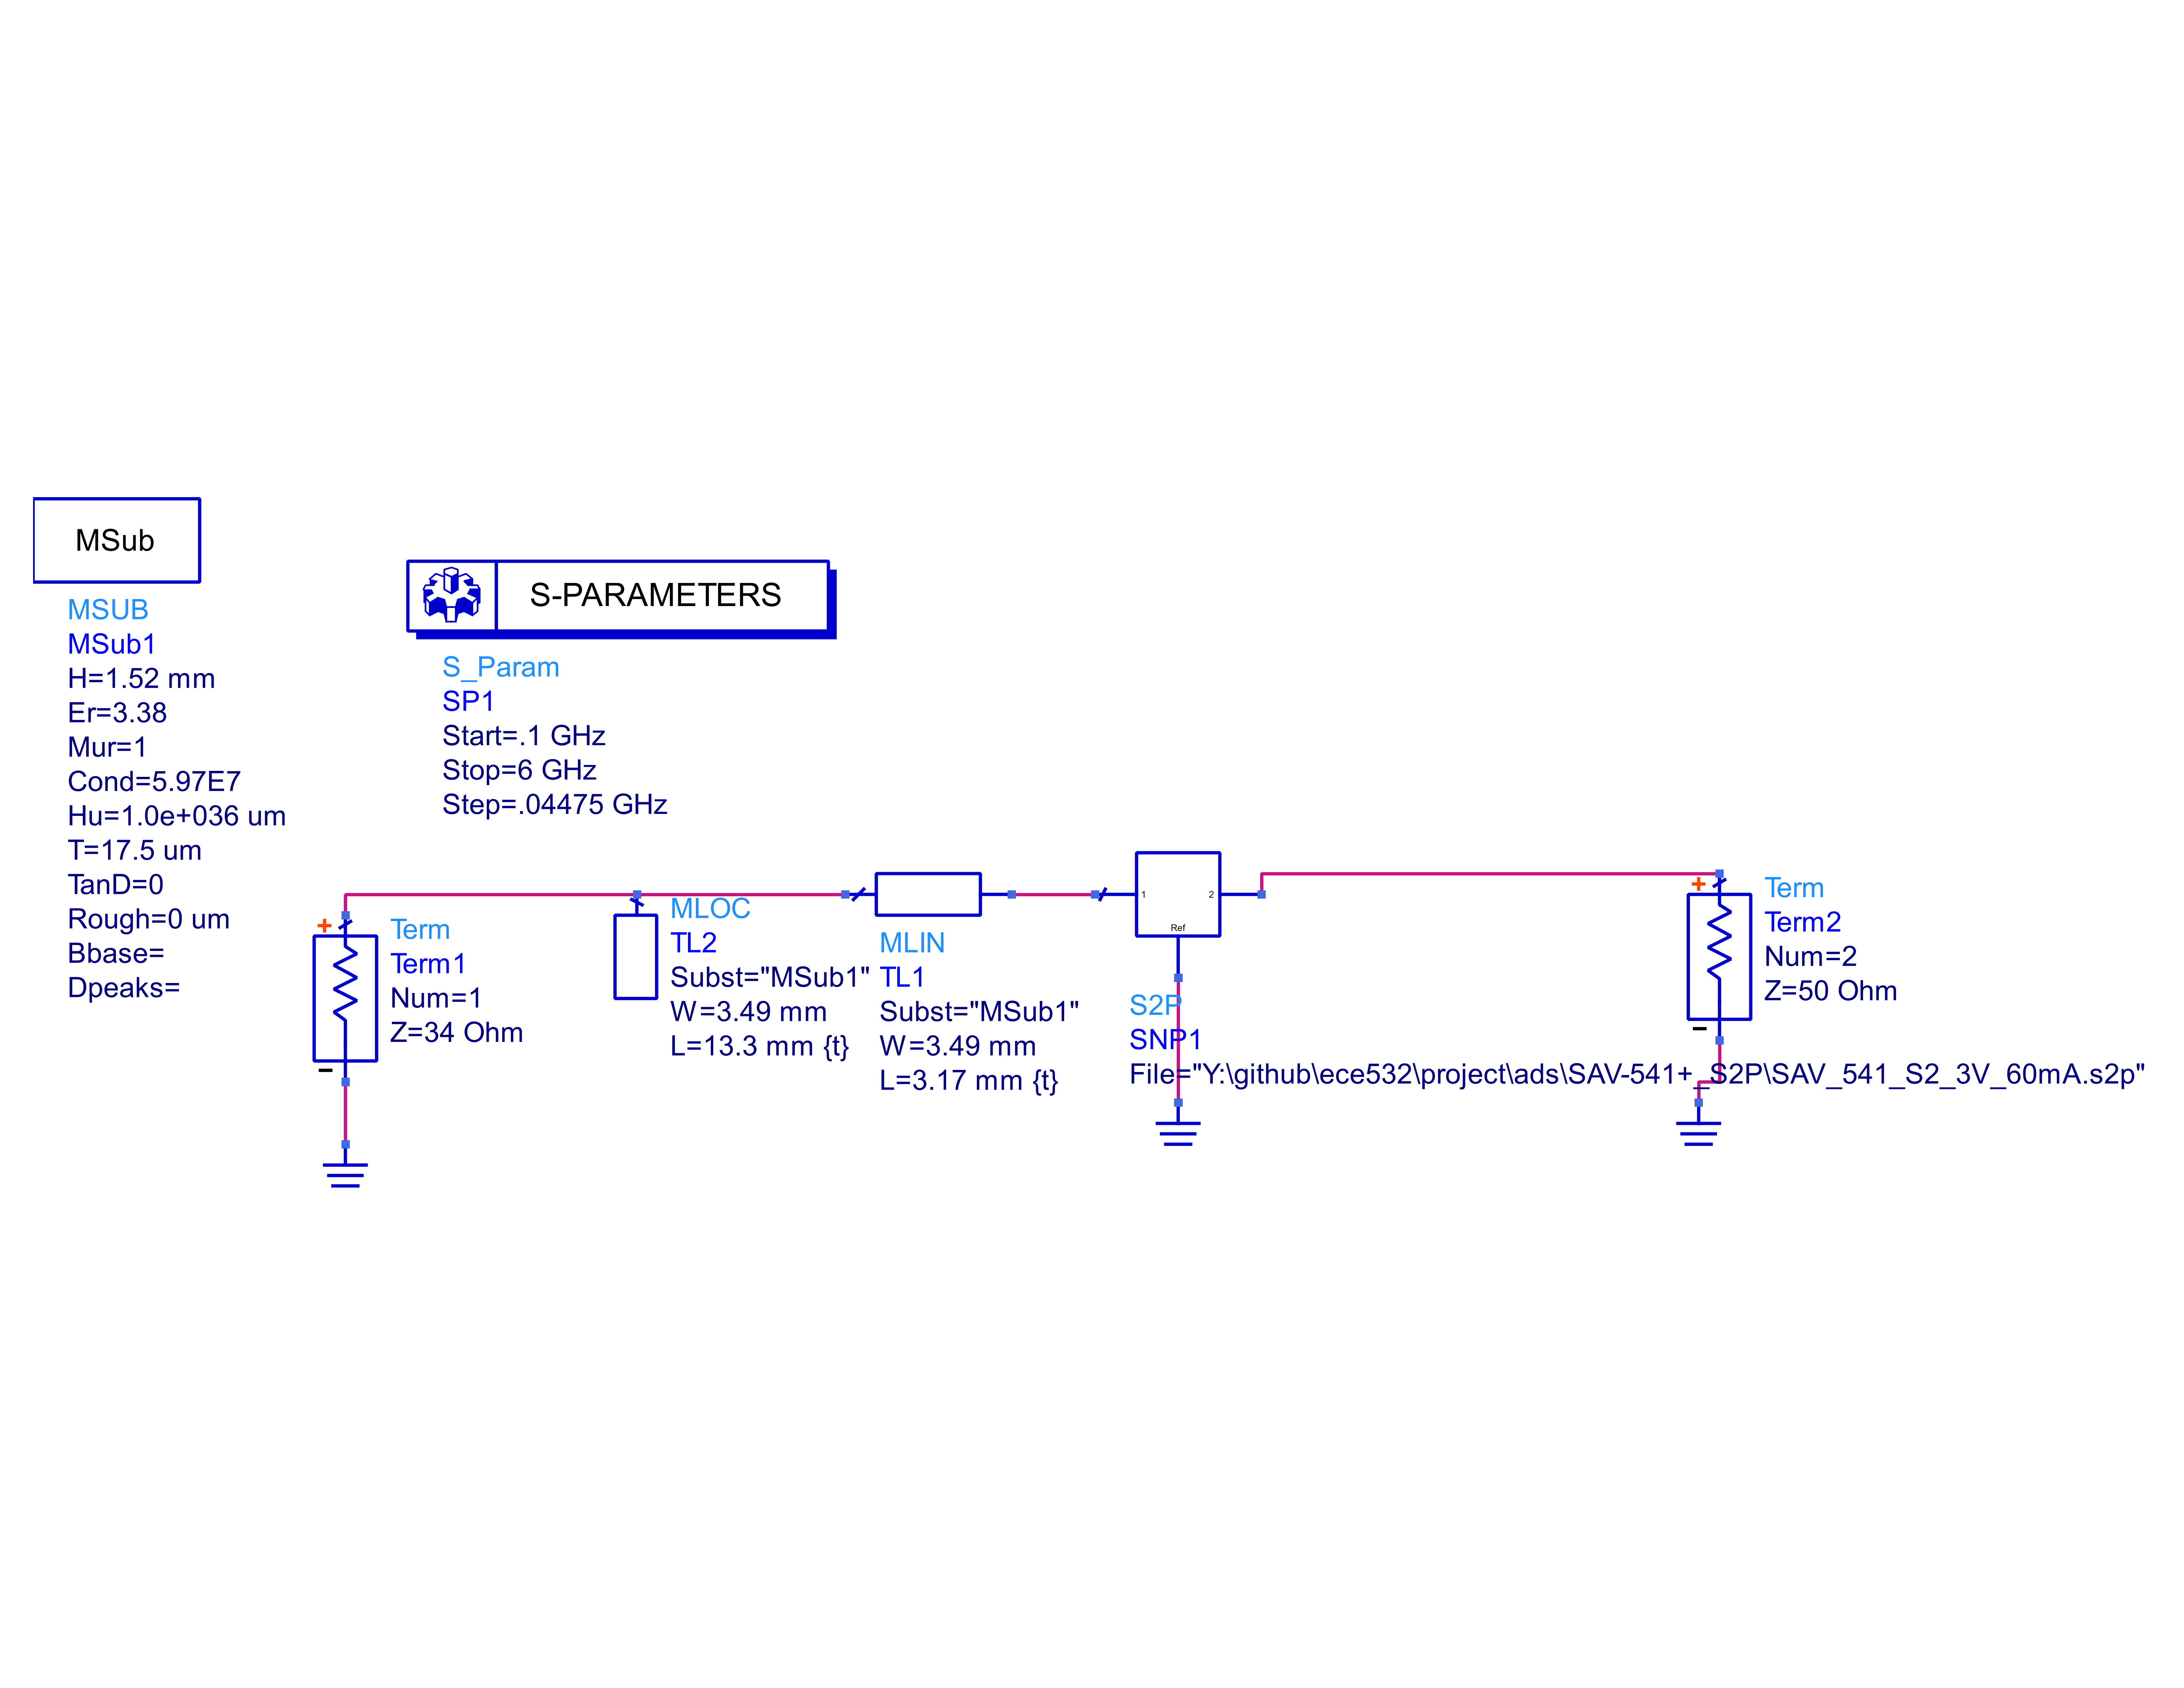 MSub
MSUB
MSub1
H=1.52 mm
Er=3.38
Mur=1
Cond=5.97E7
Hu=1.0e+036 um
T=17.5 um
TanD=0
Rough=0 um
Bbase=
Dpeaks=
S-PARAMETERS
S_Param
SP1
Start=.1 GHz
Stop=6 GHz
Step=.04475 GHz
+
Term
Term1
Num=1
Z=34 Ohm
−
MLOC
TL2
Subst="MSub1"
W=3.49 mm
L=13.3 mm {t}
MLIN
TL1
Subst="MSub1"
W=3.49 mm
L=3.17 mm {t}
1
2
Ref
S2P
SNP1
File="Y:\github\ece532\project\ads\SAV-541+_S2P\SAV_541_S2_3V_60mA.s2p"
+
Term
Term2
Num=2
Z=50 Ohm
−